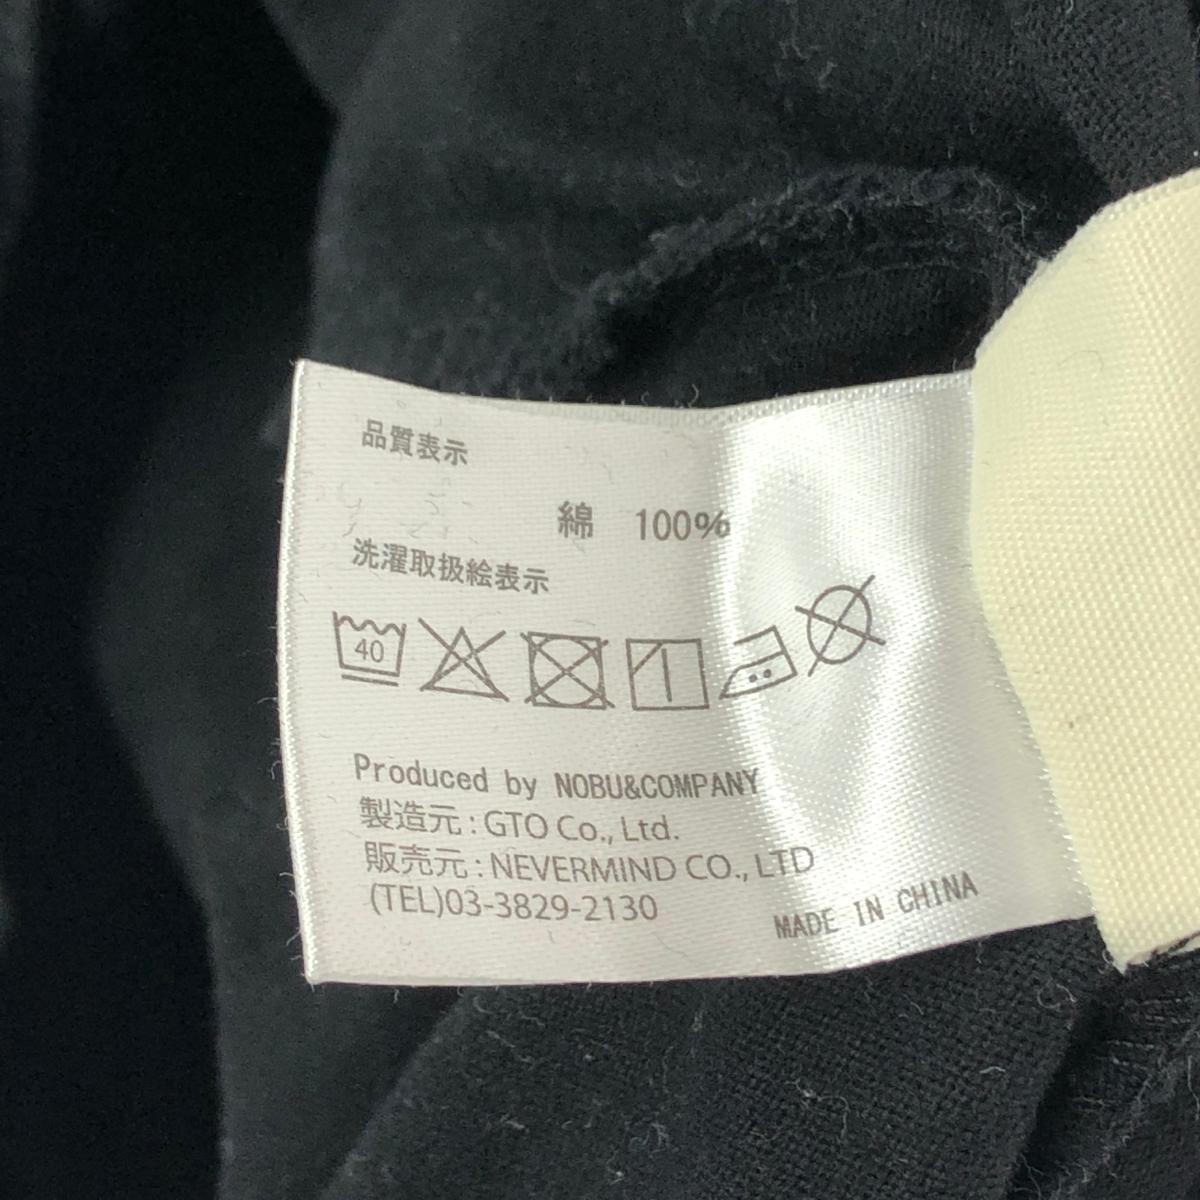 品質表示
綿 100%
洗濯取扱絵表示
40
Produced by NOBU&COMPANY
製造元:GTO Co., Ltd.
販売元:NEVERMIND CO., LTD
(TEL)03-3829-2130
MADE IN CHINA